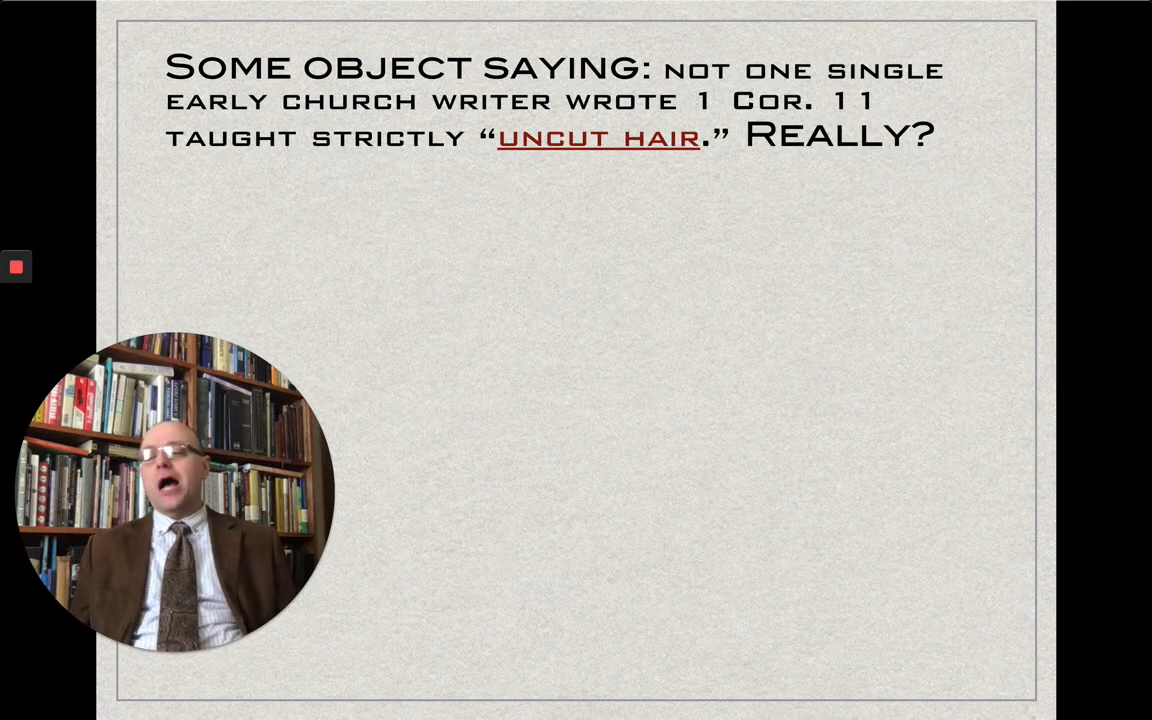 Some object saying: not one single
early church writer wrote 1 Cor. 11
taught strictly “uncut hair.” Really?